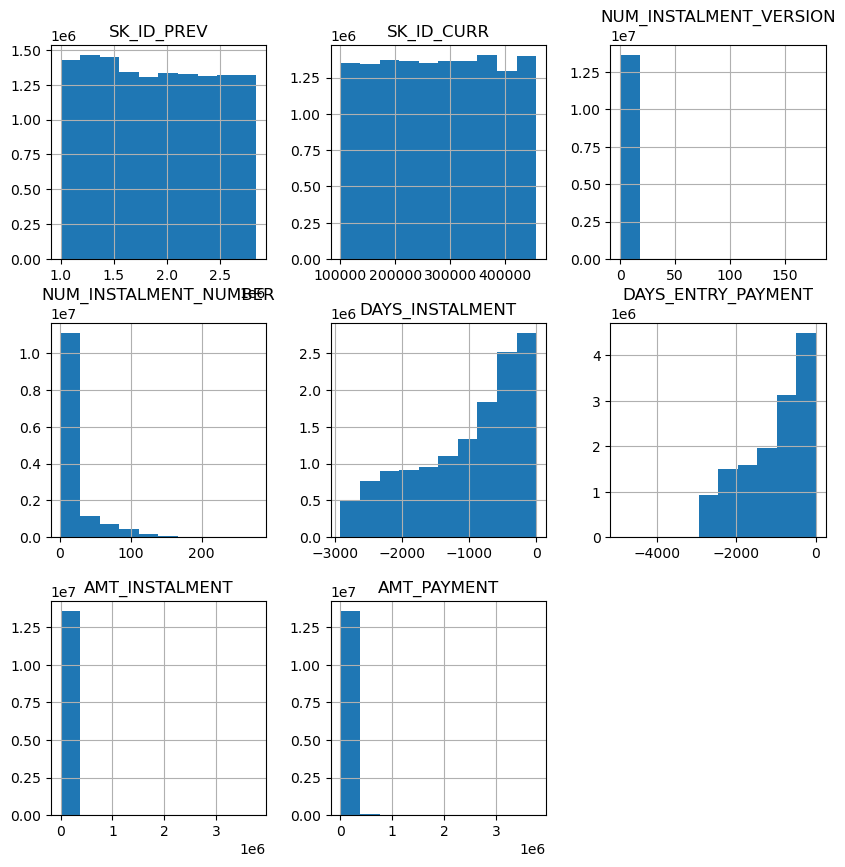 SK_ID_PREV
1e6
1.50
1.25
1.00
0.75
0.50
0.25
0.00
1.0 1.5 2.0 2.5
1e6
SK_ID_CURR
1e6
1.25
1.00
0.75
0.50
0.25
0.00
100000 200000 300000 400000
NUM_INSTALMENT_VERSION
1e7
1.25
1.00
0.75
0.50
0.25
0.00
0 50 100 150
NUM_INSTALMENT_NUMBER
1e7
1.0
0.8
0.6
0.4
0.2
0.0
0 100 200
DAYS_INSTALMENT
1e6
2.5
2.0
1.5
1.0
0.5
0.0
−3000 −2000 −1000 0
DAYS_ENTRY_PAYMENT
1e6
4
3
2
1
0
−4000 −2000 0
AMT_INSTALMENT
1e7
1.25
1.00
0.75
0.50
0.25
0.00
0 1 2 3
1e6
AMT_PAYMENT
1e7
1.25
1.00
0.75
0.50
0.25
0.00
0 1 2 3
1e6